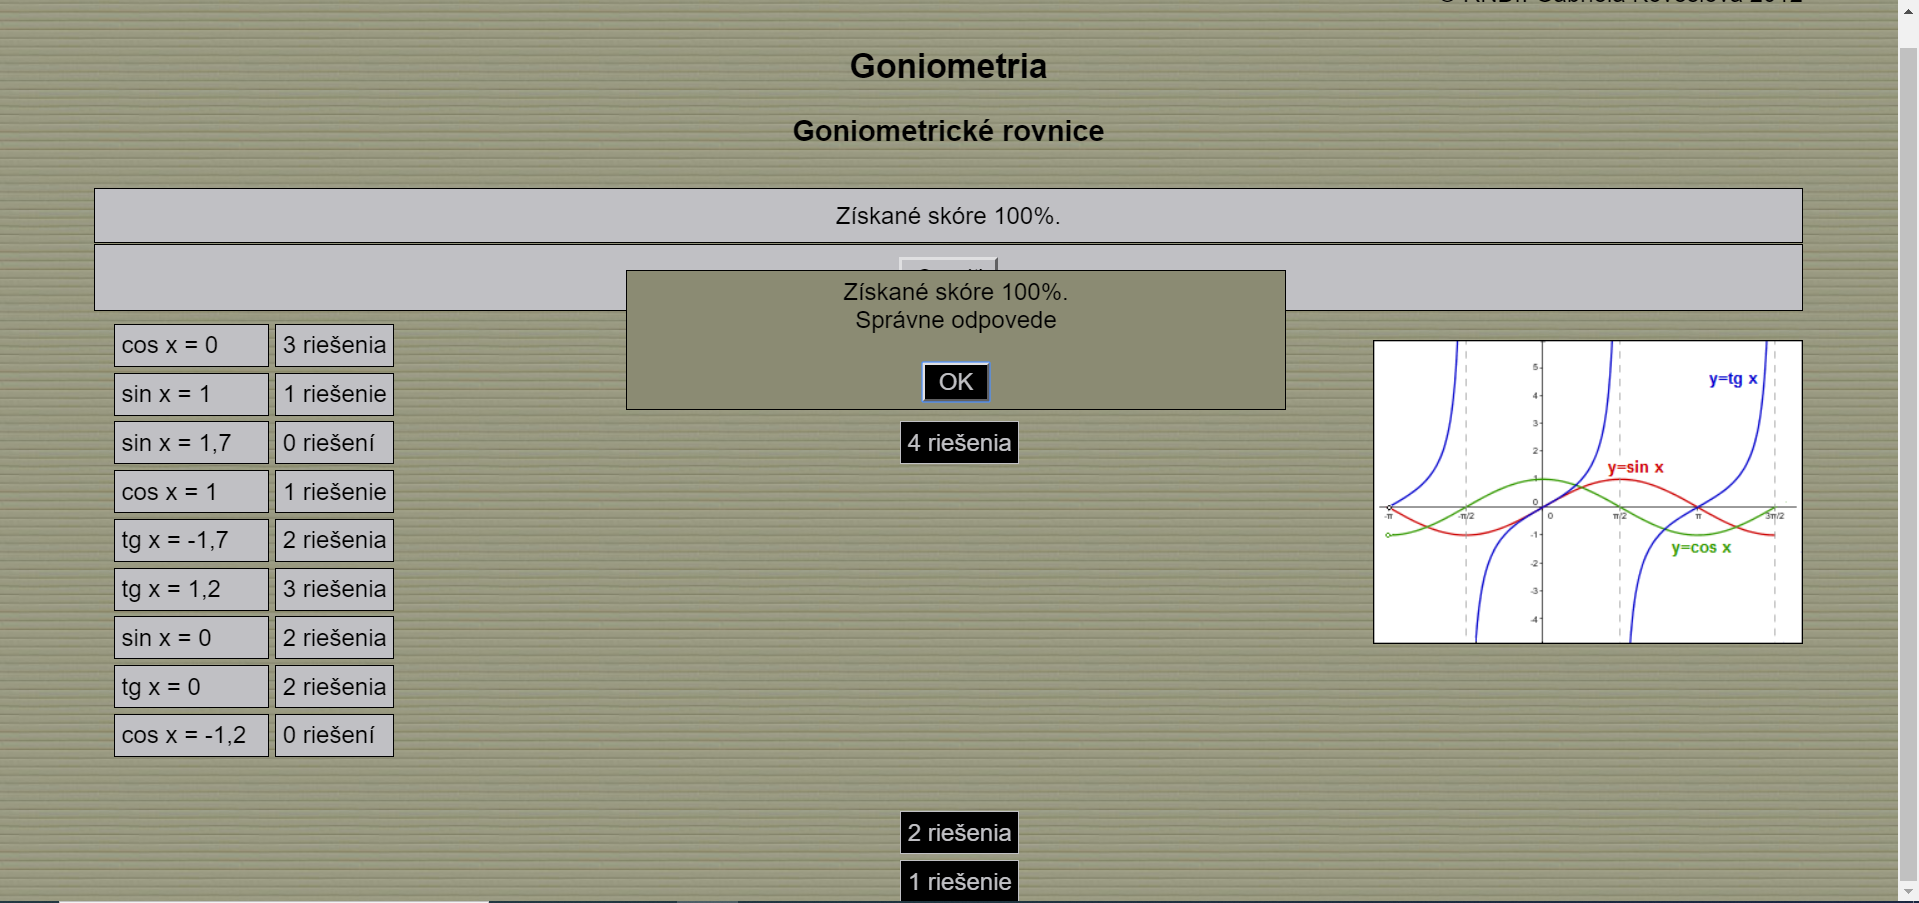 Goniometria
Goniometrické rovnice
Získané skóre 100%.
Získané skóre 100%.
Správne odpovede
OK
cos x = 0 3 riešenia
sin x = 1 1 riešenie
sin x = 1,7 0 riešení
cos x = 1 1 riešenie
tg x = -1,7 2 riešenia
tg x = 1,2 3 riešenia
sin x = 0 2 riešenia
tg x = 0 2 riešenia
cos x = -1,2 0 riešení
4 riešenia
2 riešenia
1 riešenie
y=tg x
y=sin x
y=cos x
5
4
3
2
1
0
-π -π/2 0 π/2 π 3π/2
-1
-2
-3
-4